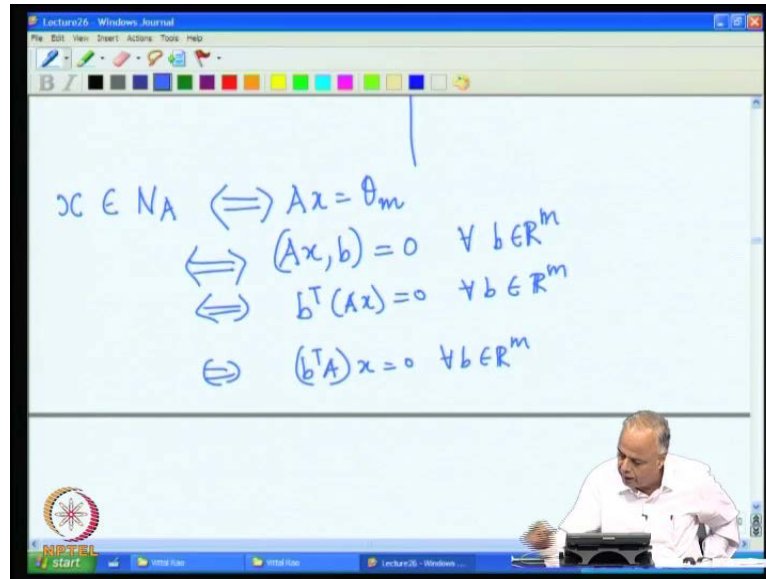 Lecture26 - Windows Journal
File Edit View Insert Actions Tools Help
B I
x ∈ N_A ⟺ Ax = θ_m
⟺ (Ax, b) = 0 ∀ b ∈ ℝ^m
⟺ b^T (Ax) = 0 ∀ b ∈ ℝ^m
⟺ (b^T A) x = 0 ∀ b ∈ ℝ^m
NPTEL
start Vittal Rao Vittal Rao Lecture26 - Windows ...